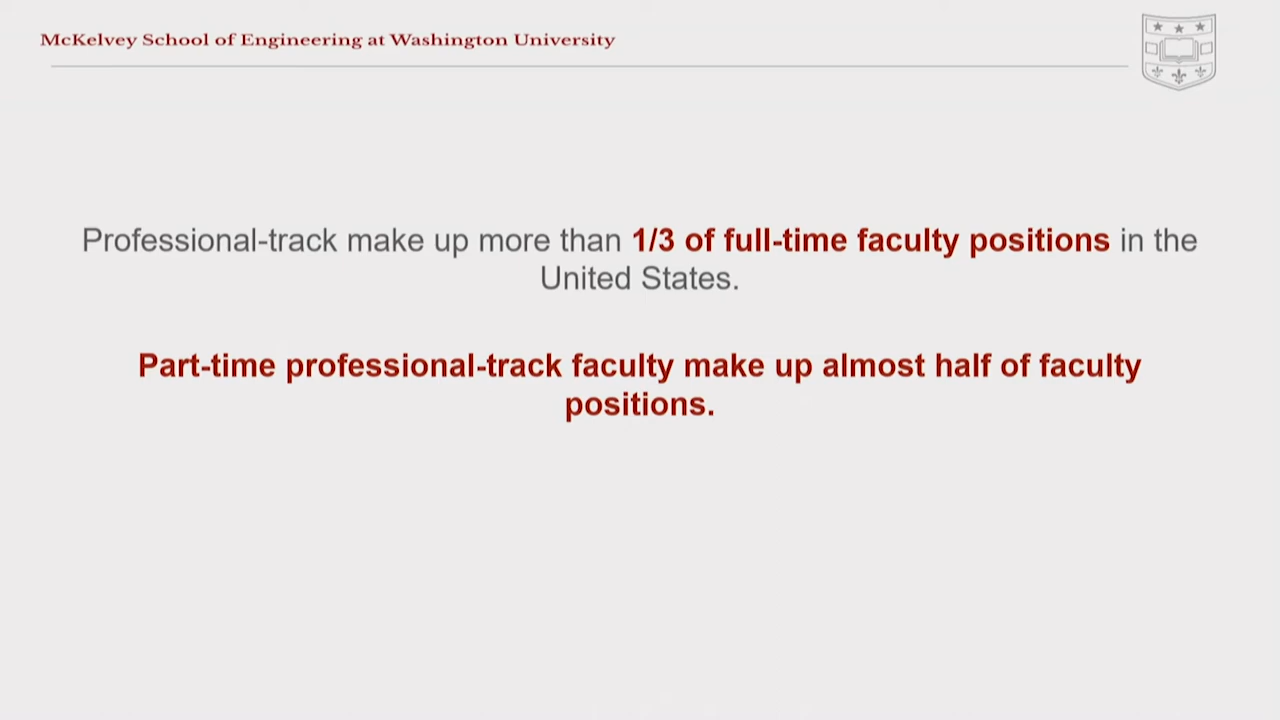 McKelvey School of Engineering at Washington University
Professional-track make up more than 1/3 of full-time faculty positions in the
United States.
Part-time professional-track faculty make up almost half of faculty
positions.